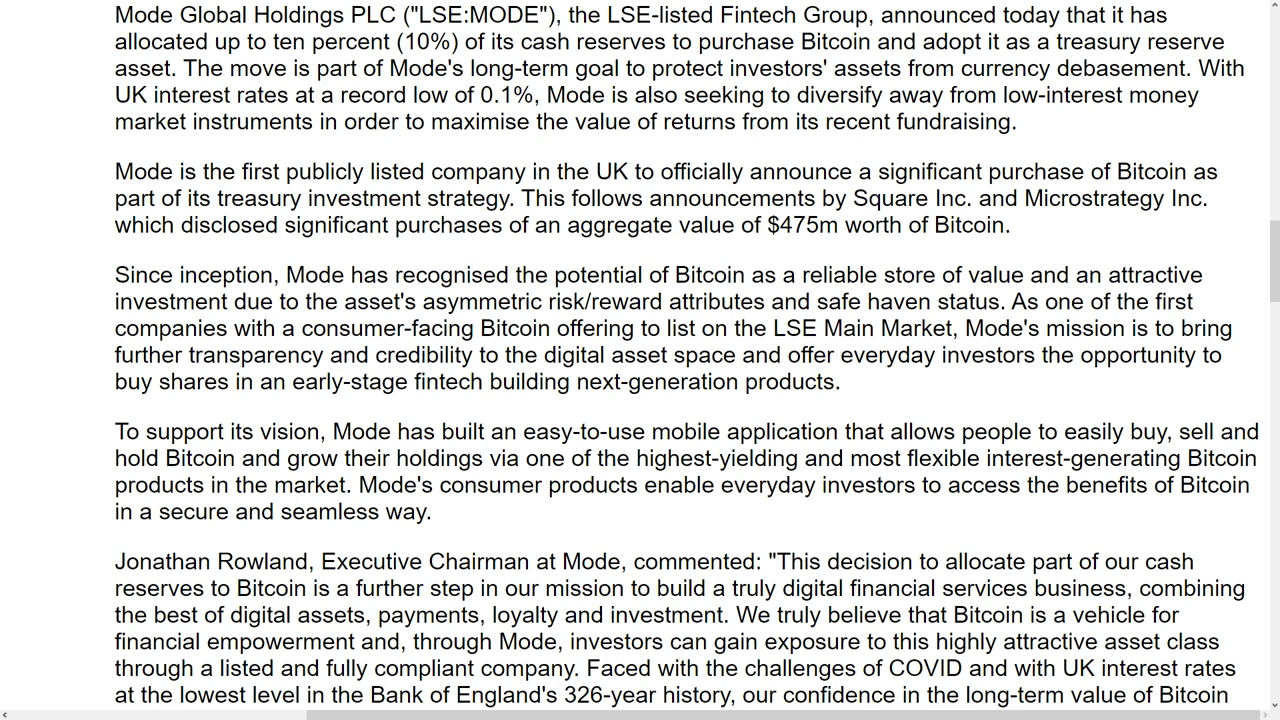 Mode Global Holdings PLC ("LSE:MODE"), the LSE-listed Fintech Group, announced today that it has
allocated up to ten percent (10%) of its cash reserves to purchase Bitcoin and adopt it as a treasury reserve
asset. The move is part of Mode's long-term goal to protect investors' assets from currency debasement. With
UK interest rates at a record low of 0.1%, Mode is also seeking to diversify away from low-interest money
market instruments in order to maximise the value of returns from its recent fundraising.
Mode is the first publicly listed company in the UK to officially announce a significant purchase of Bitcoin as
part of its treasury investment strategy. This follows announcements by Square Inc. and Microstrategy Inc.
which disclosed significant purchases of an aggregate value of $475m worth of Bitcoin.
Since inception, Mode has recognised the potential of Bitcoin as a reliable store of value and an attractive
investment due to the asset's asymmetric risk/reward attributes and safe haven status. As one of the first
companies with a consumer-facing Bitcoin offering to list on the LSE Main Market, Mode's mission is to bring
further transparency and credibility to the digital asset space and offer everyday investors the opportunity to
buy shares in an early-stage fintech building next-generation products.
To support its vision, Mode has built an easy-to-use mobile application that allows people to easily buy, sell and
hold Bitcoin and grow their holdings via one of the highest-yielding and most flexible interest-generating Bitcoin
products in the market. Mode's consumer products enable everyday investors to access the benefits of Bitcoin
in a secure and seamless way.
Jonathan Rowland, Executive Chairman at Mode, commented: "This decision to allocate part of our cash
reserves to Bitcoin is a further step in our mission to build a truly digital financial services business, combining
the best of digital assets, payments, loyalty and investment. We truly believe that Bitcoin is a vehicle for
financial empowerment and, through Mode, investors can gain exposure to this highly attractive asset class
through a listed and fully compliant company. Faced with the challenges of COVID and with UK interest rates
at the lowest level in the Bank of England's 326-year history, our confidence in the long-term value of Bitcoin